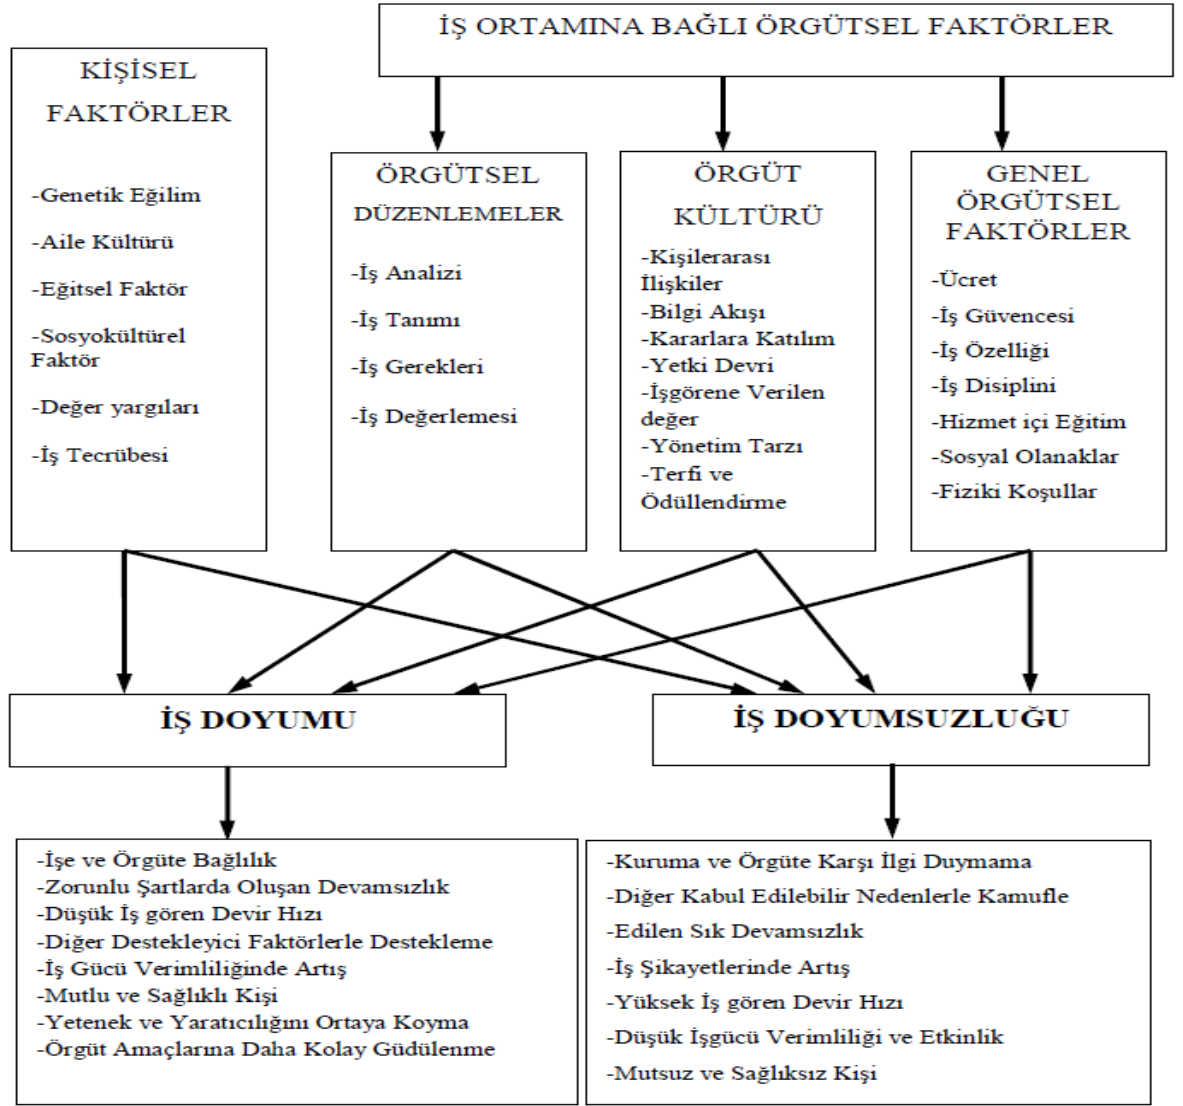 İŞ ORTAMINA BAĞLI ÖRGÜTSEL FAKTÖRLER
KİŞİSEL
FAKTÖRLER
-Genetik Eğilim
-Aile Kültürü
-Eğitsel Faktör
-Sosyokültürel
Faktör
-Değer yargıları
-İş Tecrübesi
ÖRGÜTSEL
DÜZENLEMELER
-İş Analizi
-İş Tanımı
-İş Gerekleri
-İş Değerlemesi
ÖRGÜT
KÜLTÜRÜ
-Kişilerarası
İlişkiler
-Bilgi Akışı
-Kararlara Katılım
-Yetki Devri
-İşgörene Verilen
değer
-Yönetim Tarzı
-Terfi ve
Ödüllendirme
GENEL
ÖRGÜTSEL
FAKTÖRLER
-Ücret
-İş Güvencesi
-İş Özelliği
-İş Disiplini
-Hizmet içi Eğitim
-Sosyal Olanaklar
-Fiziki Koşullar
İŞ DOYUMU
İŞ DOYUMSUZLUĞU
-İşe ve Örgüte Bağlılık
-Zorunlu Şartlarda Oluşan Devamsızlık
-Düşük İş gören Devir Hızı
-Diğer Destekleyici Faktörlerle Destekleme
-İş Gücü Verimliliğinde Artış
-Mutlu ve Sağlıklı Kişi
-Yetenek ve Yaratıcılığını Ortaya Koyma
-Örgüt Amaçlarına Daha Kolay Güdülenme
-Kuruma ve Örgüte Karşı İlgi Duymama
-Diğer Kabul Edilebilir Nedenlerle Kamufle
-Edilen Sık Devamsızlık
-İş Şikayetlerinde Artış
-Yüksek İş gören Devir Hızı
-Düşük İşgücü Verimliliği ve Etkinlik
-Mutsuz ve Sağlıksız Kişi